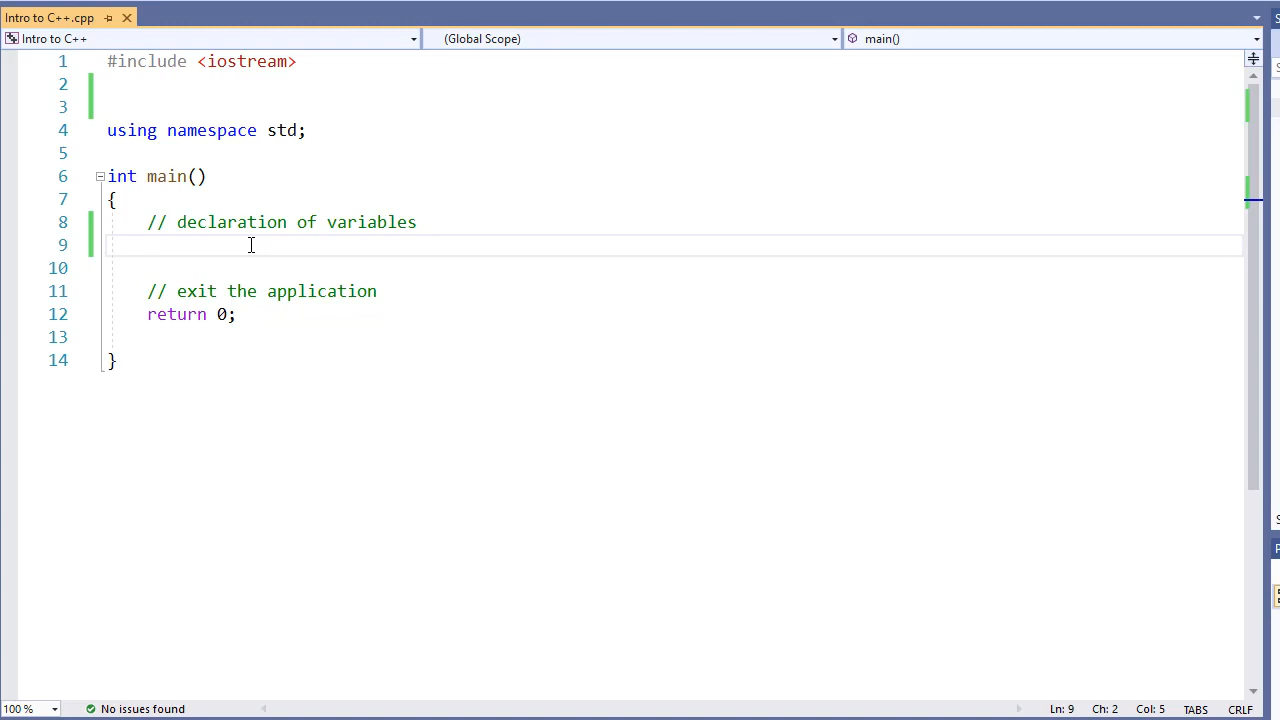 Intro to C++.cpp
Intro to C++ (Global Scope) main()
1 #include <iostream>
2
3
4 using namespace std;
5
6 int main()
7 {
8 // declaration of variables
9
10
11 // exit the application
12 return 0;
13
14 }
100 % No issues found Ln: 9 Ch: 2 Col: 5 TABS CRLF